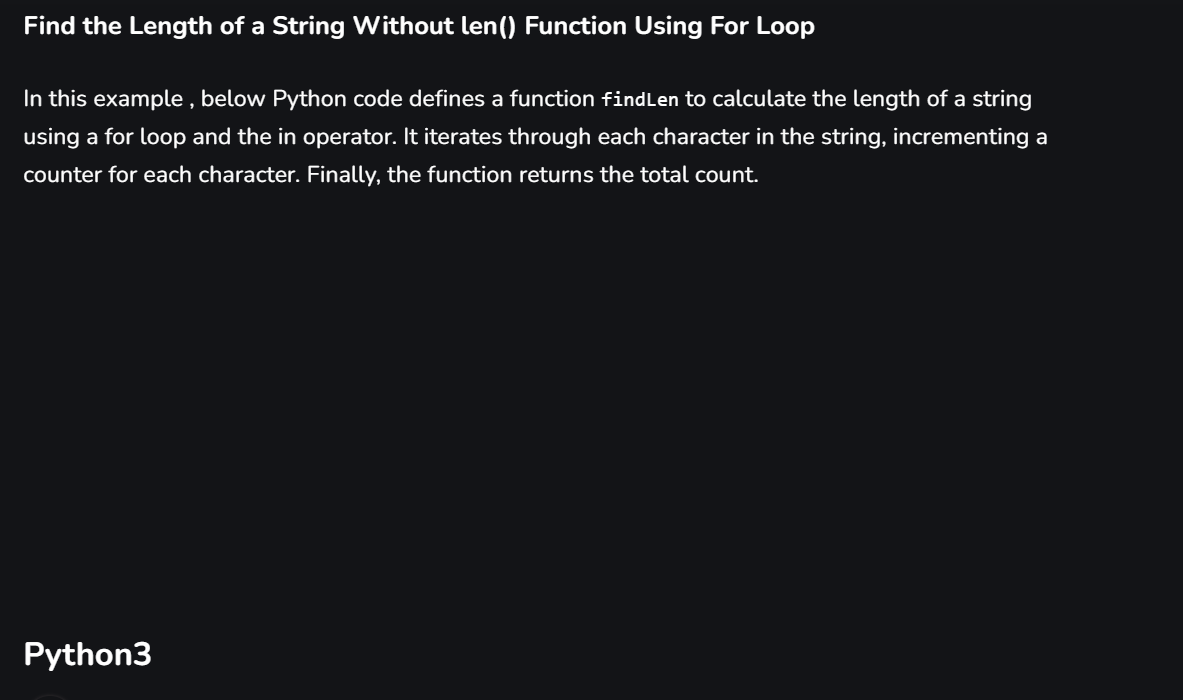 Find the Length of a String Without len() Function Using For Loop
In this example , below Python code defines a function findLen to calculate the length of a string
using a for loop and the in operator. It iterates through each character in the string, incrementing a
counter for each character. Finally, the function returns the total count.
Python3